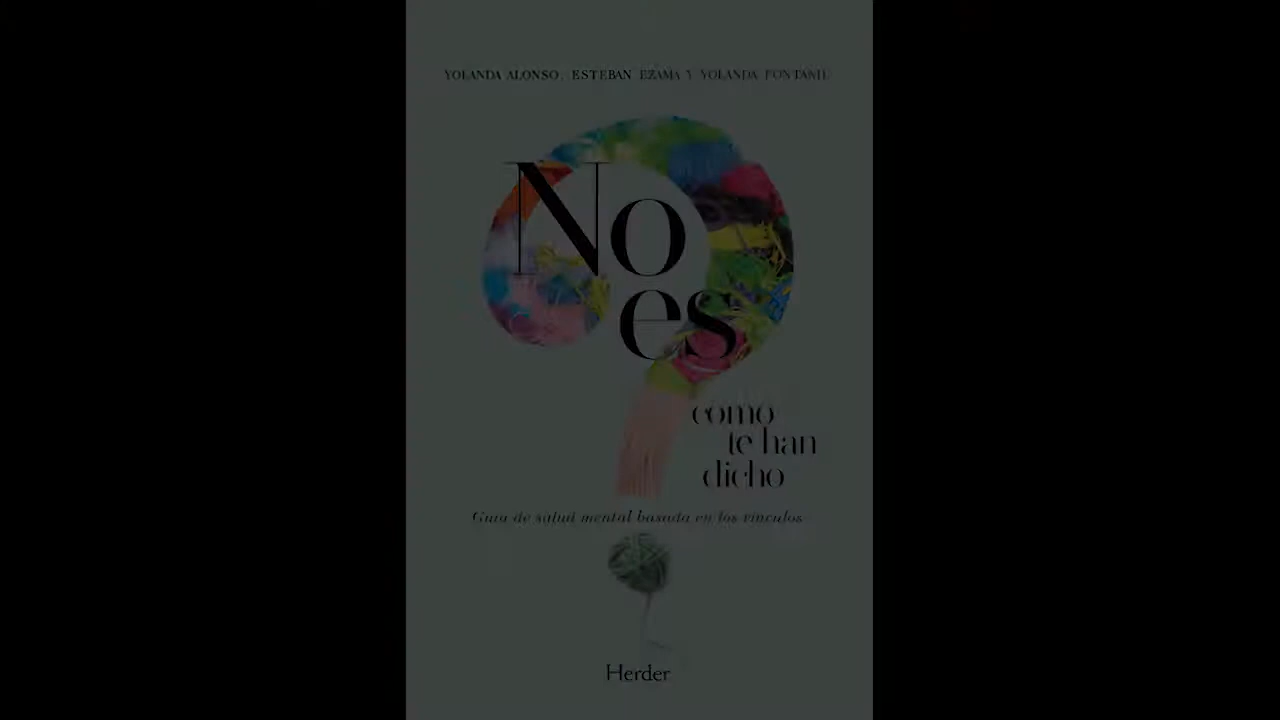 YOLANDA ALONSO, ESTEBAN EZAMA Y YOLANDA FONTANIL
No
es
como
te han
dicho
Guía de salud mental basada en los vínculos
Herder